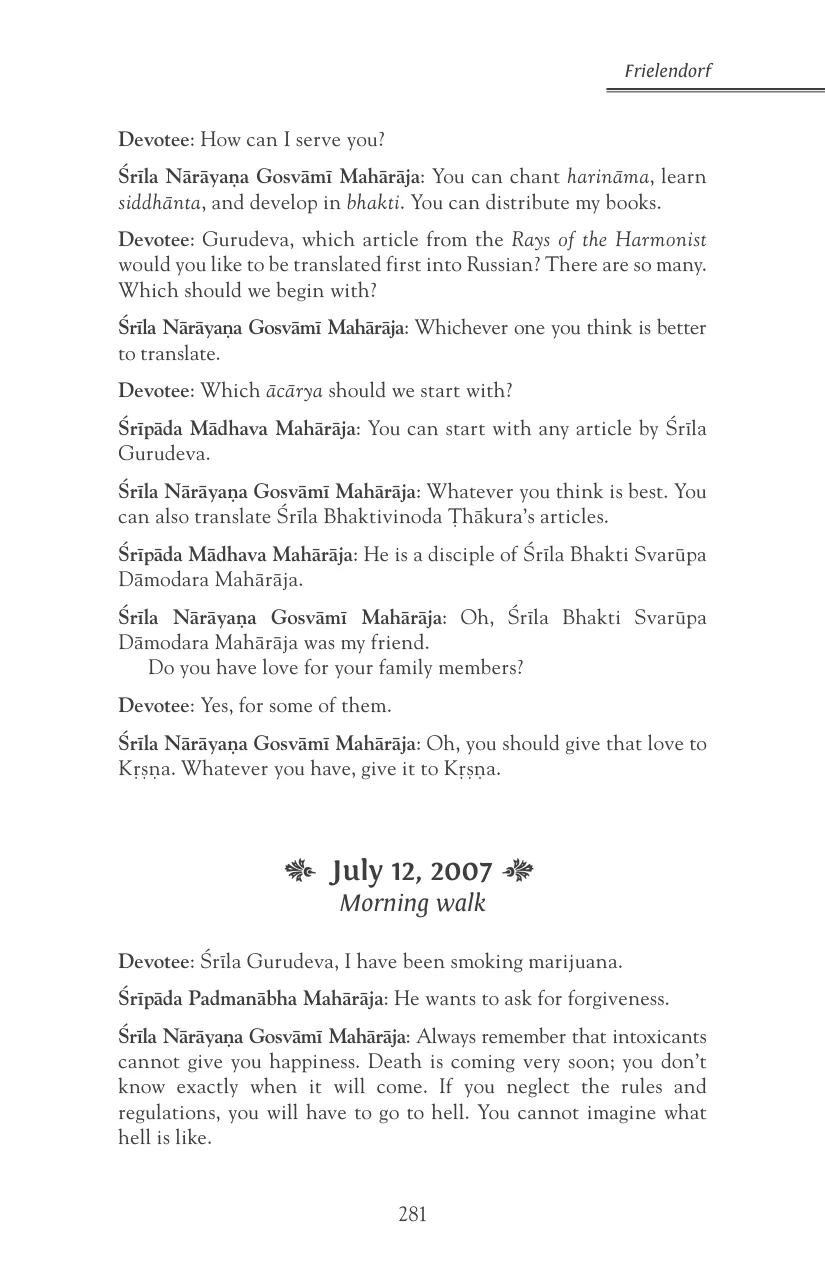 Frielendorf
Devotee: How can I serve you?
Śrīla Nārāyaṇa Gosvāmī Mahārāja: You can chant harināma, learn
siddhānta, and develop in bhakti. You can distribute my books.
Devotee: Gurudeva, which article from the Rays of the Harmonist
would you like to be translated first into Russian? There are so many.
Which should we begin with?
Śrīla Nārāyaṇa Gosvāmī Mahārāja: Whichever one you think is better
to translate.
Devotee: Which ācārya should we start with?
Śrīpāda Mādhava Mahārāja: You can start with any article by Śrīla
Gurudeva.
Śrīla Nārāyaṇa Gosvāmī Mahārāja: Whatever you think is best. You
can also translate Śrīla Bhaktivinoda Ṭhākura’s articles.
Śrīpāda Mādhava Mahārāja: He is a disciple of Śrīla Bhakti Svarūpa
Dāmodara Mahārāja.
Śrīla Nārāyaṇa Gosvāmī Mahārāja: Oh, Śrīla Bhakti Svarūpa
Dāmodara Mahārāja was my friend.
Do you have love for your family members?
Devotee: Yes, for some of them.
Śrīla Nārāyaṇa Gosvāmī Mahārāja: Oh, you should give that love to
Kṛṣṇa. Whatever you have, give it to Kṛṣṇa.
July 12, 2007
Morning walk
Devotee: Śrīla Gurudeva, I have been smoking marijuana.
Śrīpāda Padmanābha Mahārāja: He wants to ask for forgiveness.
Śrīla Nārāyaṇa Gosvāmī Mahārāja: Always remember that intoxicants
cannot give you happiness. Death is coming very soon; you don’t
know exactly when it will come. If you neglect the rules and
regulations, you will have to go to hell. You cannot imagine what
hell is like.
281